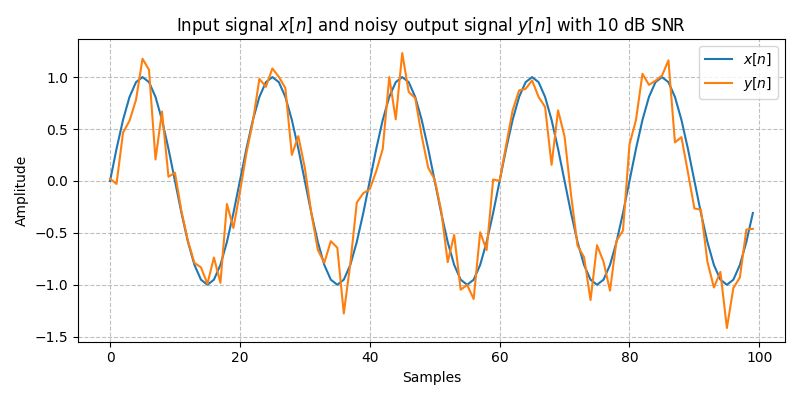 Input signal x[n] and noisy output signal y[n] with 10 dB SNR
x[n]
y[n]
1.0
0.5
0.0
−0.5
−1.0
−1.5
Amplitude
0 20 40 60 80 100
Samples